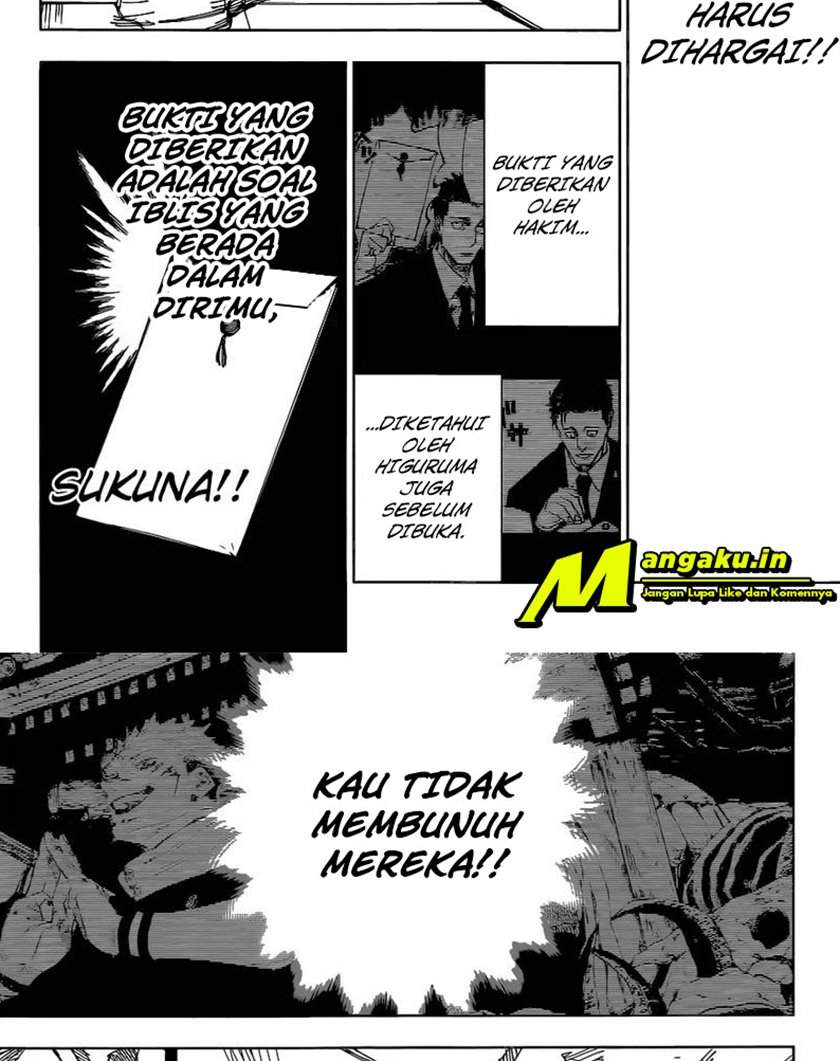 HARUS
DIHARGAI!!
BUKTI YANG
DIBERIKAN
OLEH
HAKIM...
...DIKETAHUI
OLEH
HIGURUMA
JUGA
SEBELUM
DIBUKA.
BUKTI YANG
DIBERIKAN
ADALAH SOAL
IBLIS YANG
BERADA
DALAM
DIRIMU,
SUKUNA!!
Mangaku.in
Jangan Lupa Like dan Komennya
KAU TIDAK
MEMBUNUH
MEREKA!!